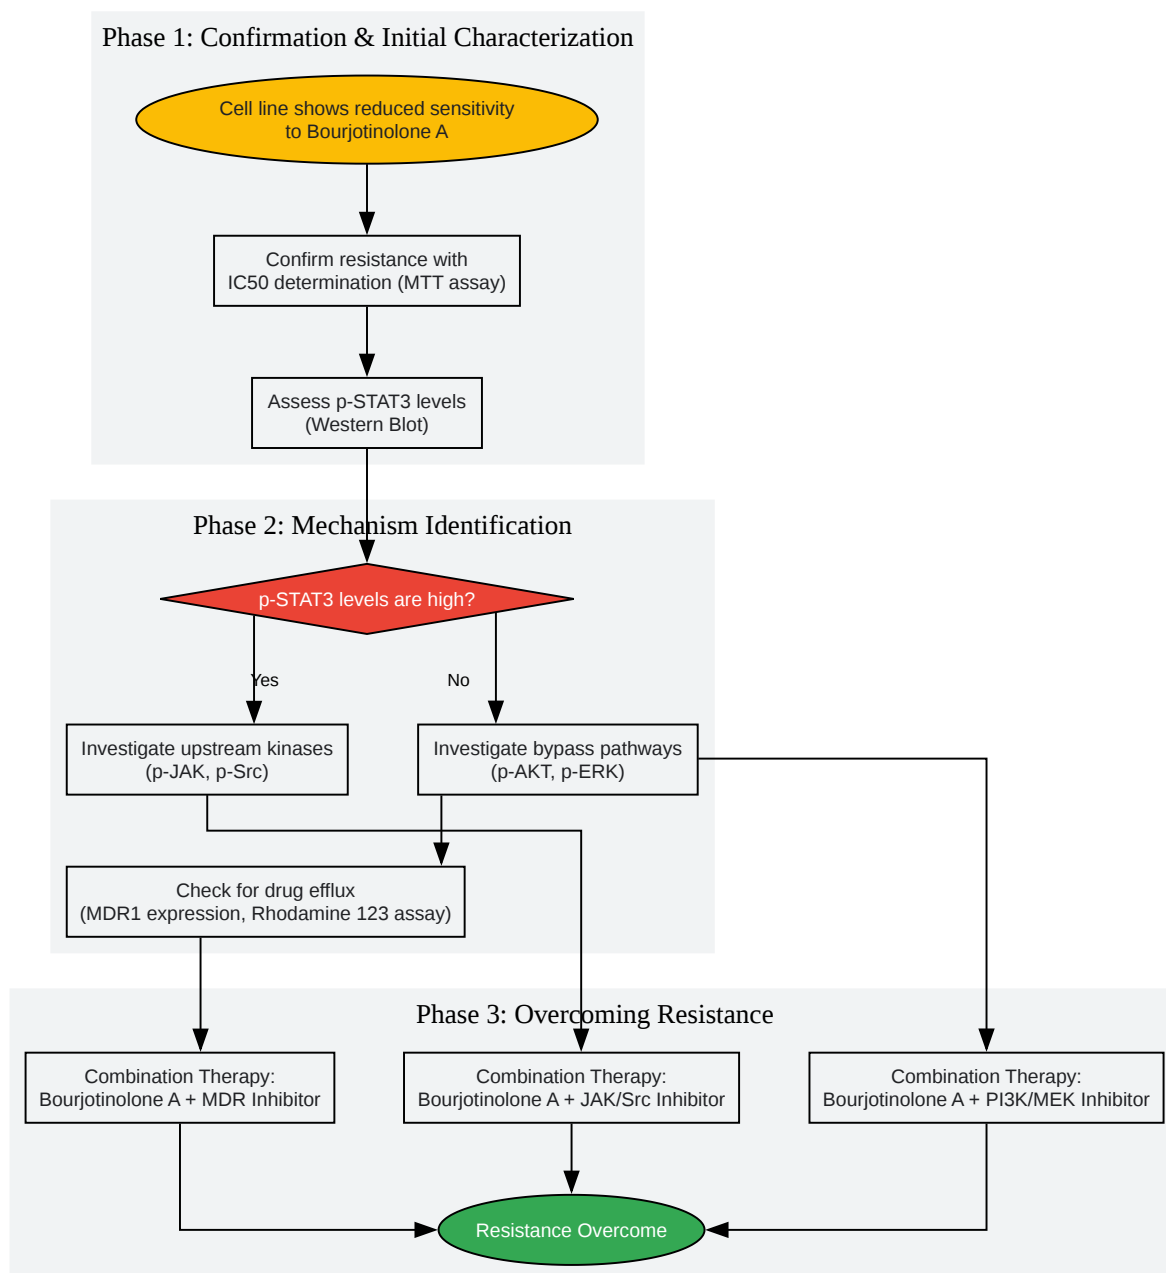 Phase 1: Confirmation & Initial Characterization
Cell line shows reduced sensitivity
to Bourjotinolone A
Confirm resistance with
IC50 determination (MTT assay)
Assess p-STAT3 levels
(Western Blot)
Phase 2: Mechanism Identification
p-STAT3 levels are high?
Yes
No
Investigate upstream kinases
(p-JAK, p-Src)
Investigate bypass pathways
(p-AKT, p-ERK)
Check for drug efflux
(MDR1 expression, Rhodamine 123 assay)
Phase 3: Overcoming Resistance
Combination Therapy:
Bourjotinolone A + MDR Inhibitor
Combination Therapy:
Bourjotinolone A + JAK/Src Inhibitor
Combination Therapy:
Bourjotinolone A + PI3K/MEK Inhibitor
Resistance Overcome